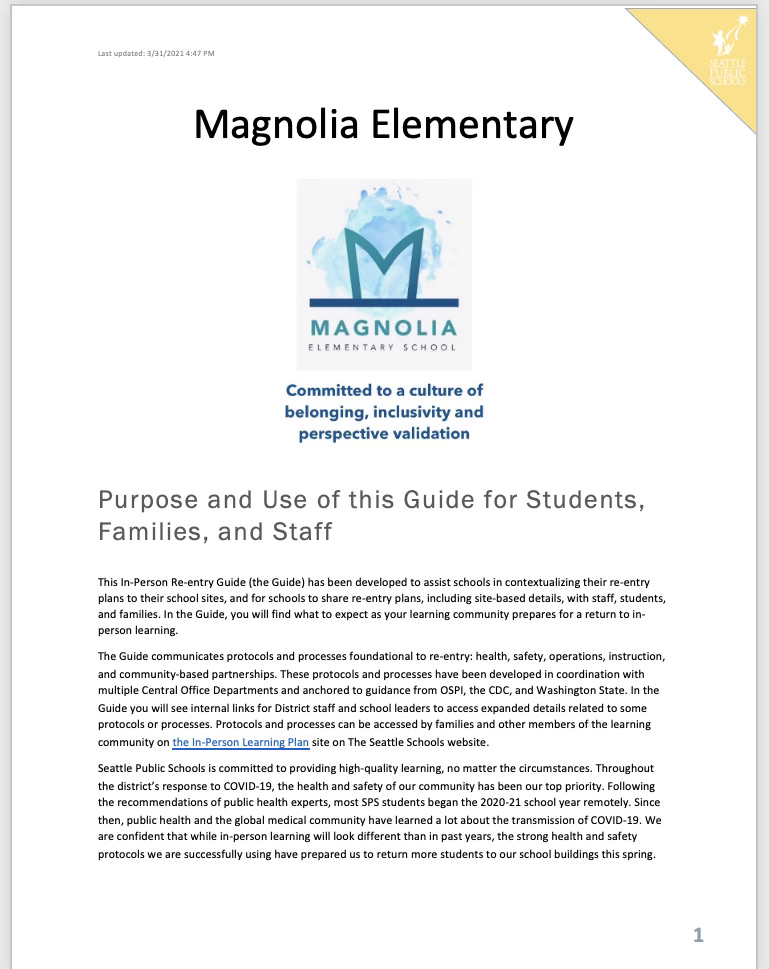 Last updated: 3/31/2021 4:47 PM
SEATTLE
PUBLIC
SCHOOLS
Magnolia Elementary
MAGNOLIA
ELEMENTARY SCHOOL
Committed to a culture of
belonging, inclusivity and
perspective validation
Purpose and Use of this Guide for Students,
Families, and Staff
This In-Person Re-entry Guide (the Guide) has been developed to assist schools in contextualizing their re-entry
plans to their school sites, and for schools to share re-entry plans, including site-based details, with staff, students,
and families. In the Guide, you will find what to expect as your learning community prepares for a return to in-
person learning.
The Guide communicates protocols and processes foundational to re-entry: health, safety, operations, instruction,
and community-based partnerships. These protocols and processes have been developed in coordination with
multiple Central Office Departments and anchored to guidance from OSPI, the CDC, and Washington State. In the
Guide you will see internal links for District staff and school leaders to access expanded details related to some
protocols or processes. Protocols and processes can be accessed by families and other members of the learning
community on the In-Person Learning Plan site on The Seattle Schools website.
Seattle Public Schools is committed to providing high-quality learning, no matter the circumstances. Throughout
the district's response to COVID-19, the health and safety of our community has been our top priority. Following
the recommendations of public health experts, most SPS students began the 2020-21 school year remotely. Since
then, public health and the global medical community have learned a lot about the transmission of COVID-19. We
are confident that while in-person learning will look different than in past years, the strong health and safety
protocols we are successfully using have prepared us to return more students to our school buildings this spring.
1